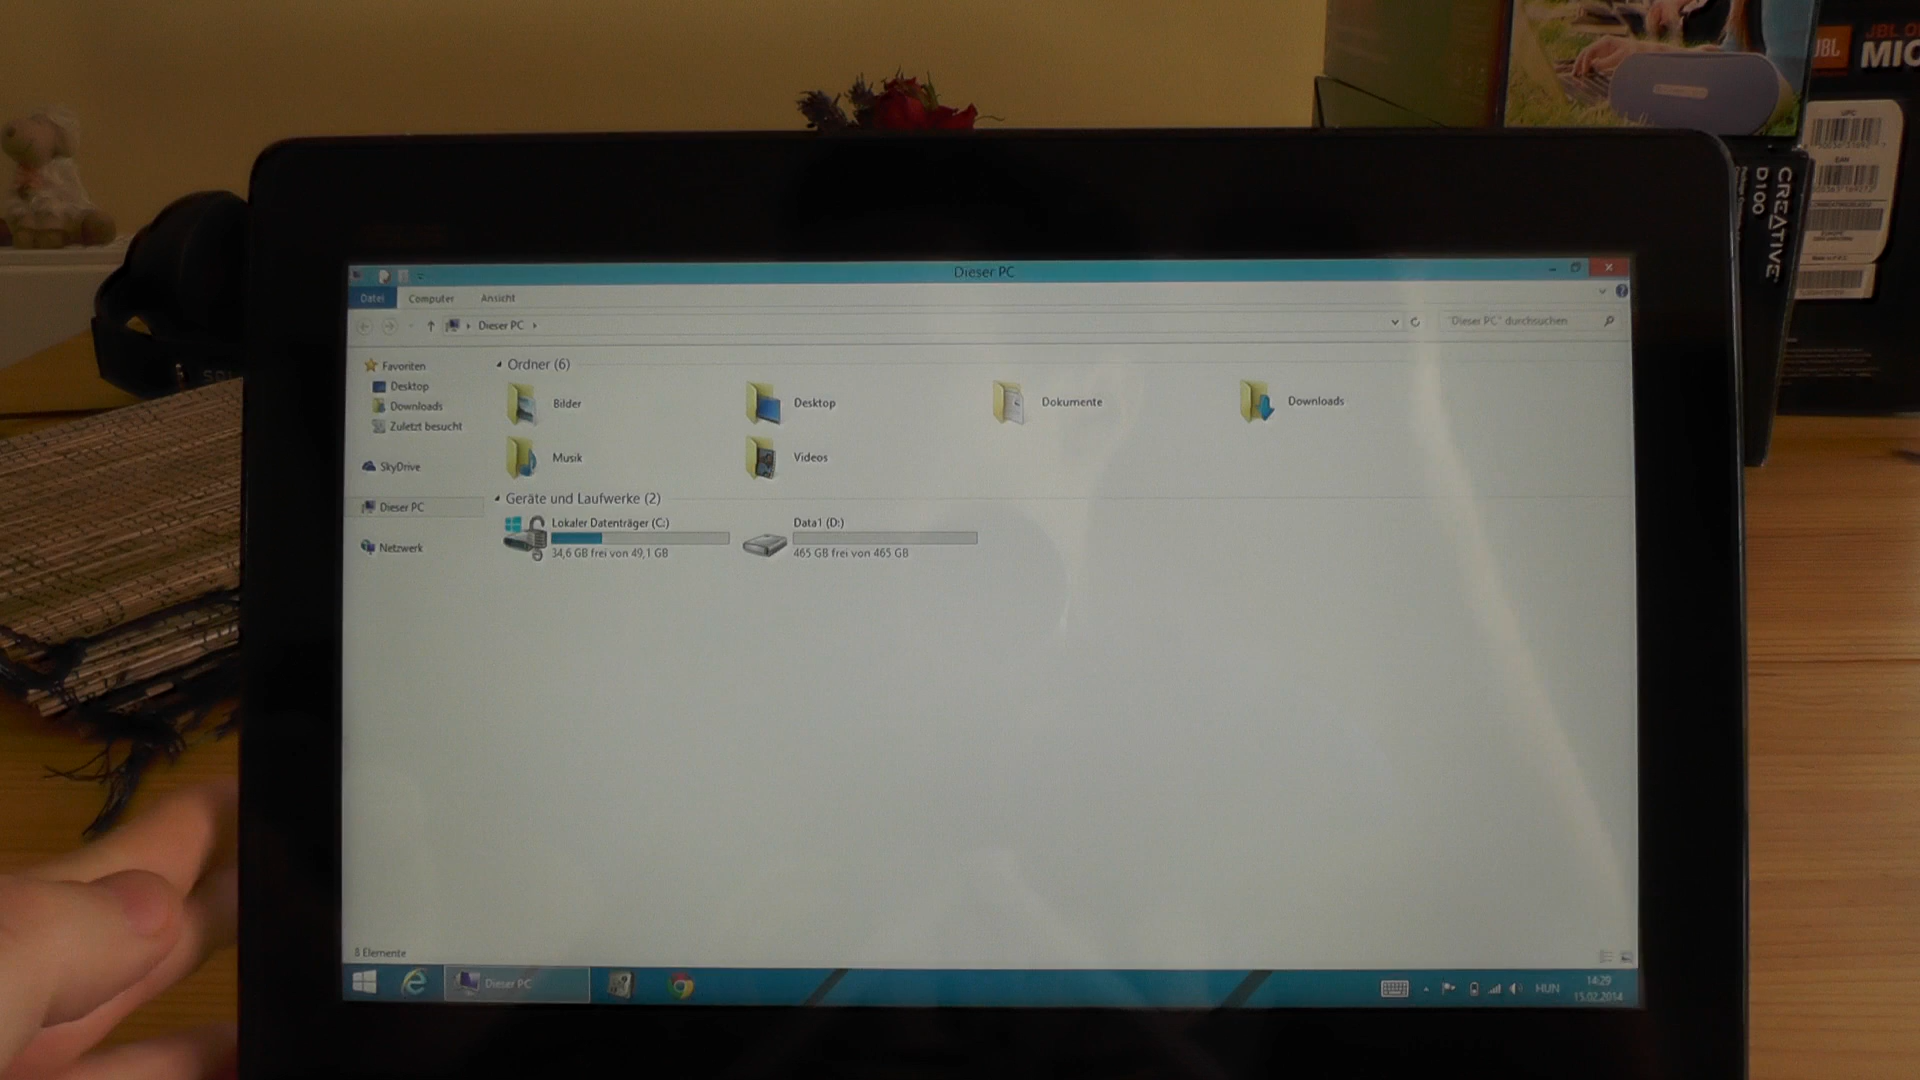 JBL
MIC
UPC
EAN
CREATIVE
D100
Dieser PC
Datei
Computer
Ansicht
Dieser PC
"Dieser PC" durchsuchen
Favoriten
Desktop
Downloads
Zuletzt besucht
SkyDrive
Dieser PC
Netzwerk
Ordner (6)
Bilder
Desktop
Dokumente
Downloads
Musik
Videos
Geräte und Laufwerke (2)
Lokaler Datenträger (C:)
34,6 GB frei von 49,1 GB
Data1 (D:)
465 GB frei von 465 GB
8 Elemente
Dieser PC
HUN
14:29
15.02.2014